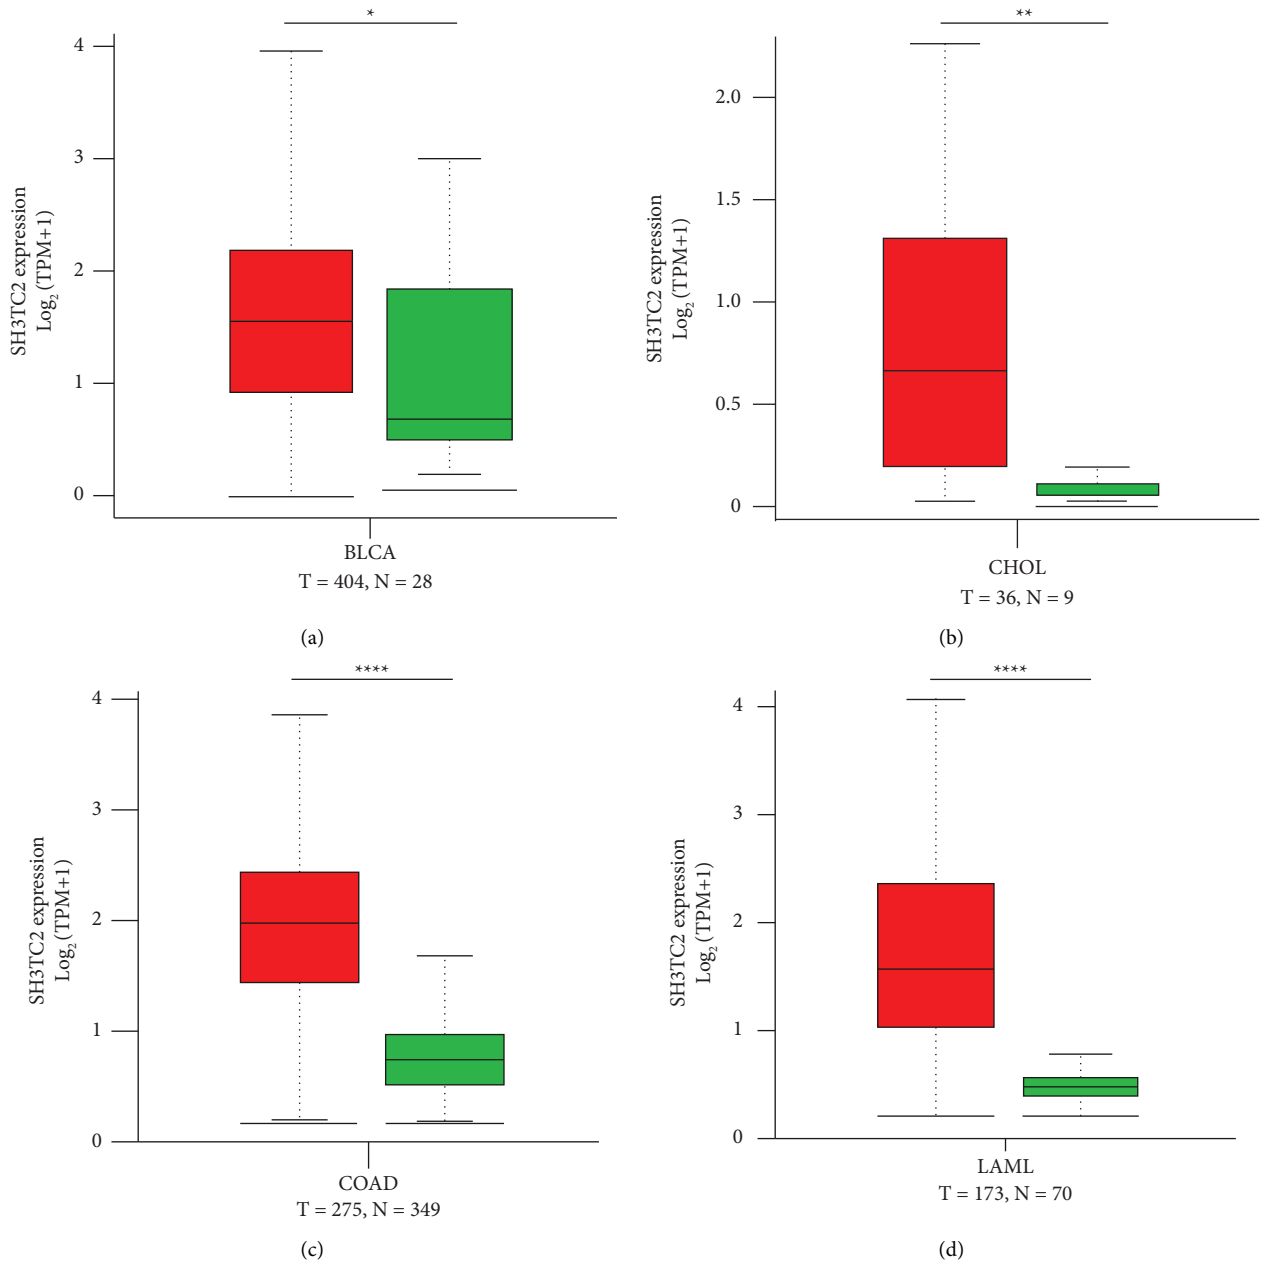 *
4
3
2
1
0
SH3TC2 expression
Log2 (TPM+1)
BLCA
T = 404, N = 28
(a)
**
2.0
1.5
1.0
0.5
0
SH3TC2 expression
Log2 (TPM+1)
CHOL
T = 36, N = 9
(b)
****
4
3
2
1
0
SH3TC2 expression
Log2 (TPM+1)
COAD
T = 275, N = 349
(c)
****
4
3
2
1
0
SH3TC2 expression
Log2 (TPM+1)
LAML
T = 173, N = 70
(d)